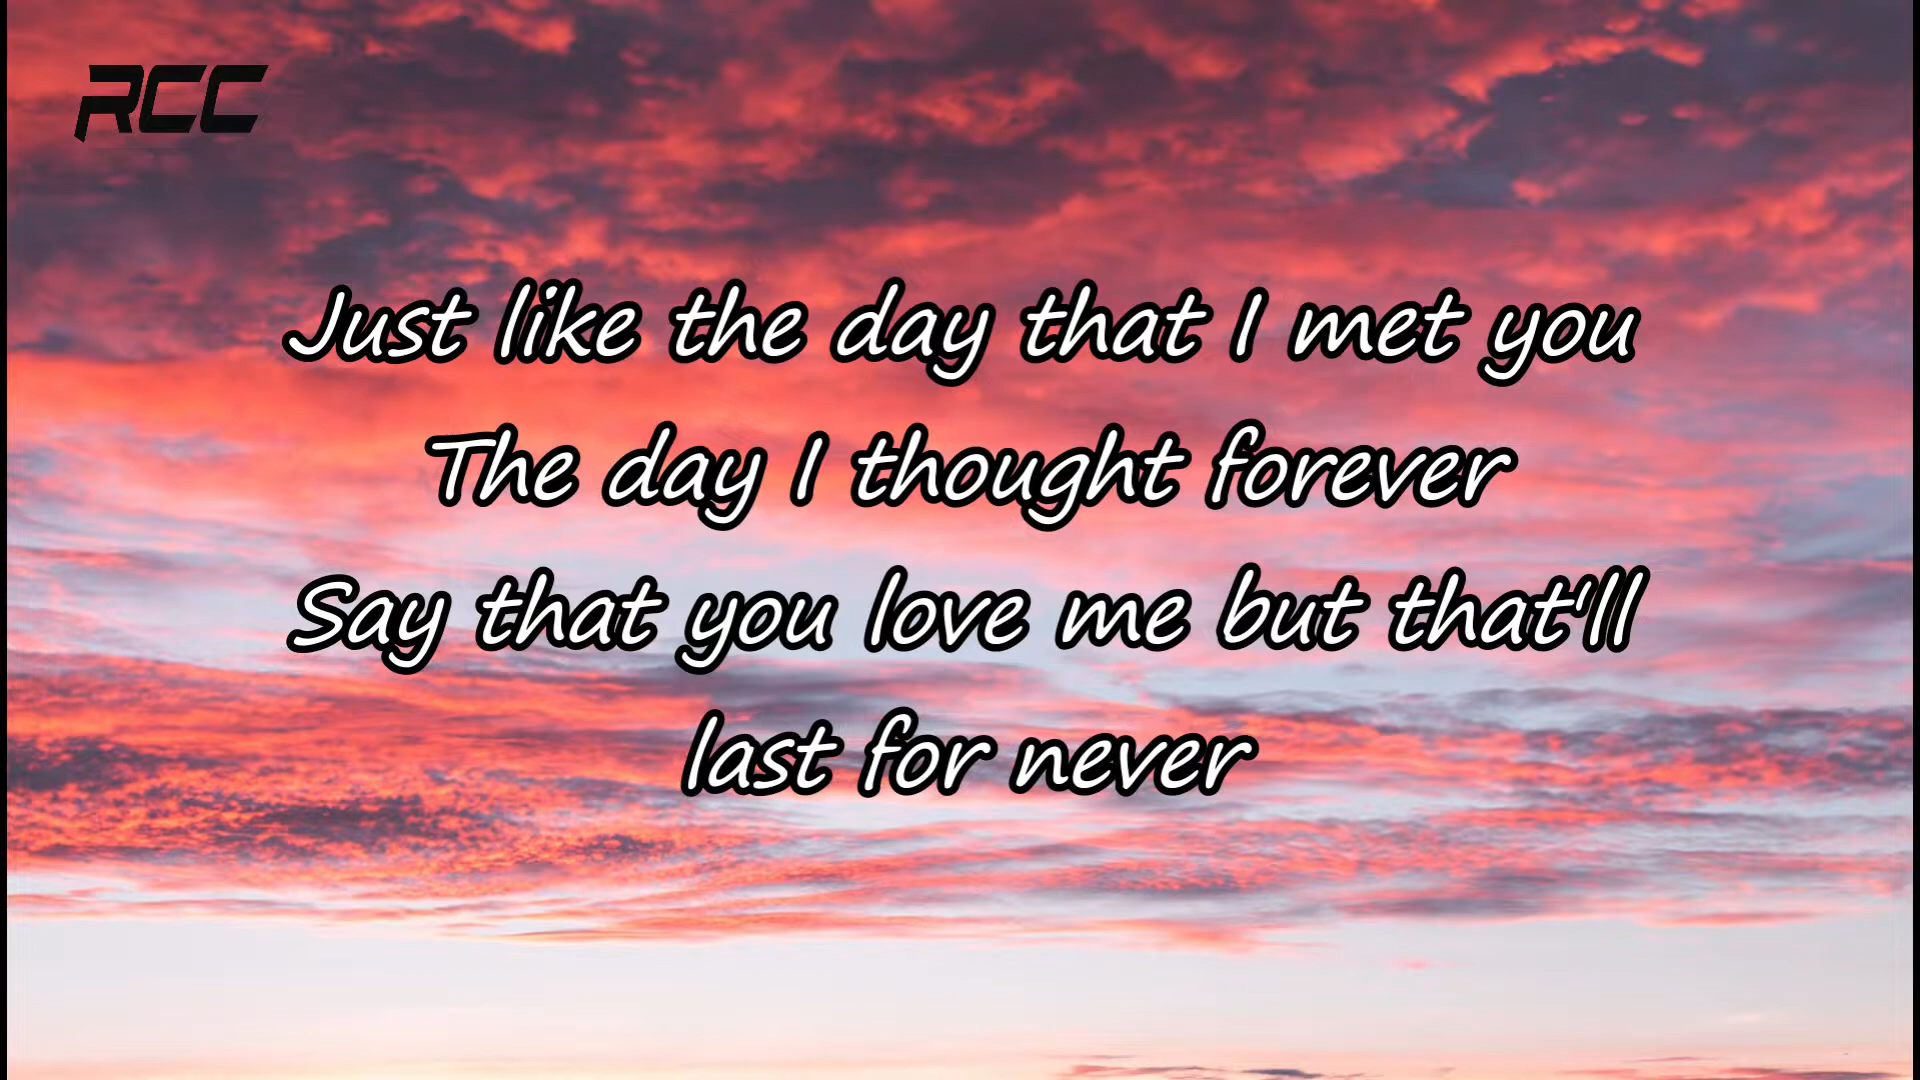 RCC
Just like the day that I met you
The day I thought forever
Say that you love me but that'll
last for never